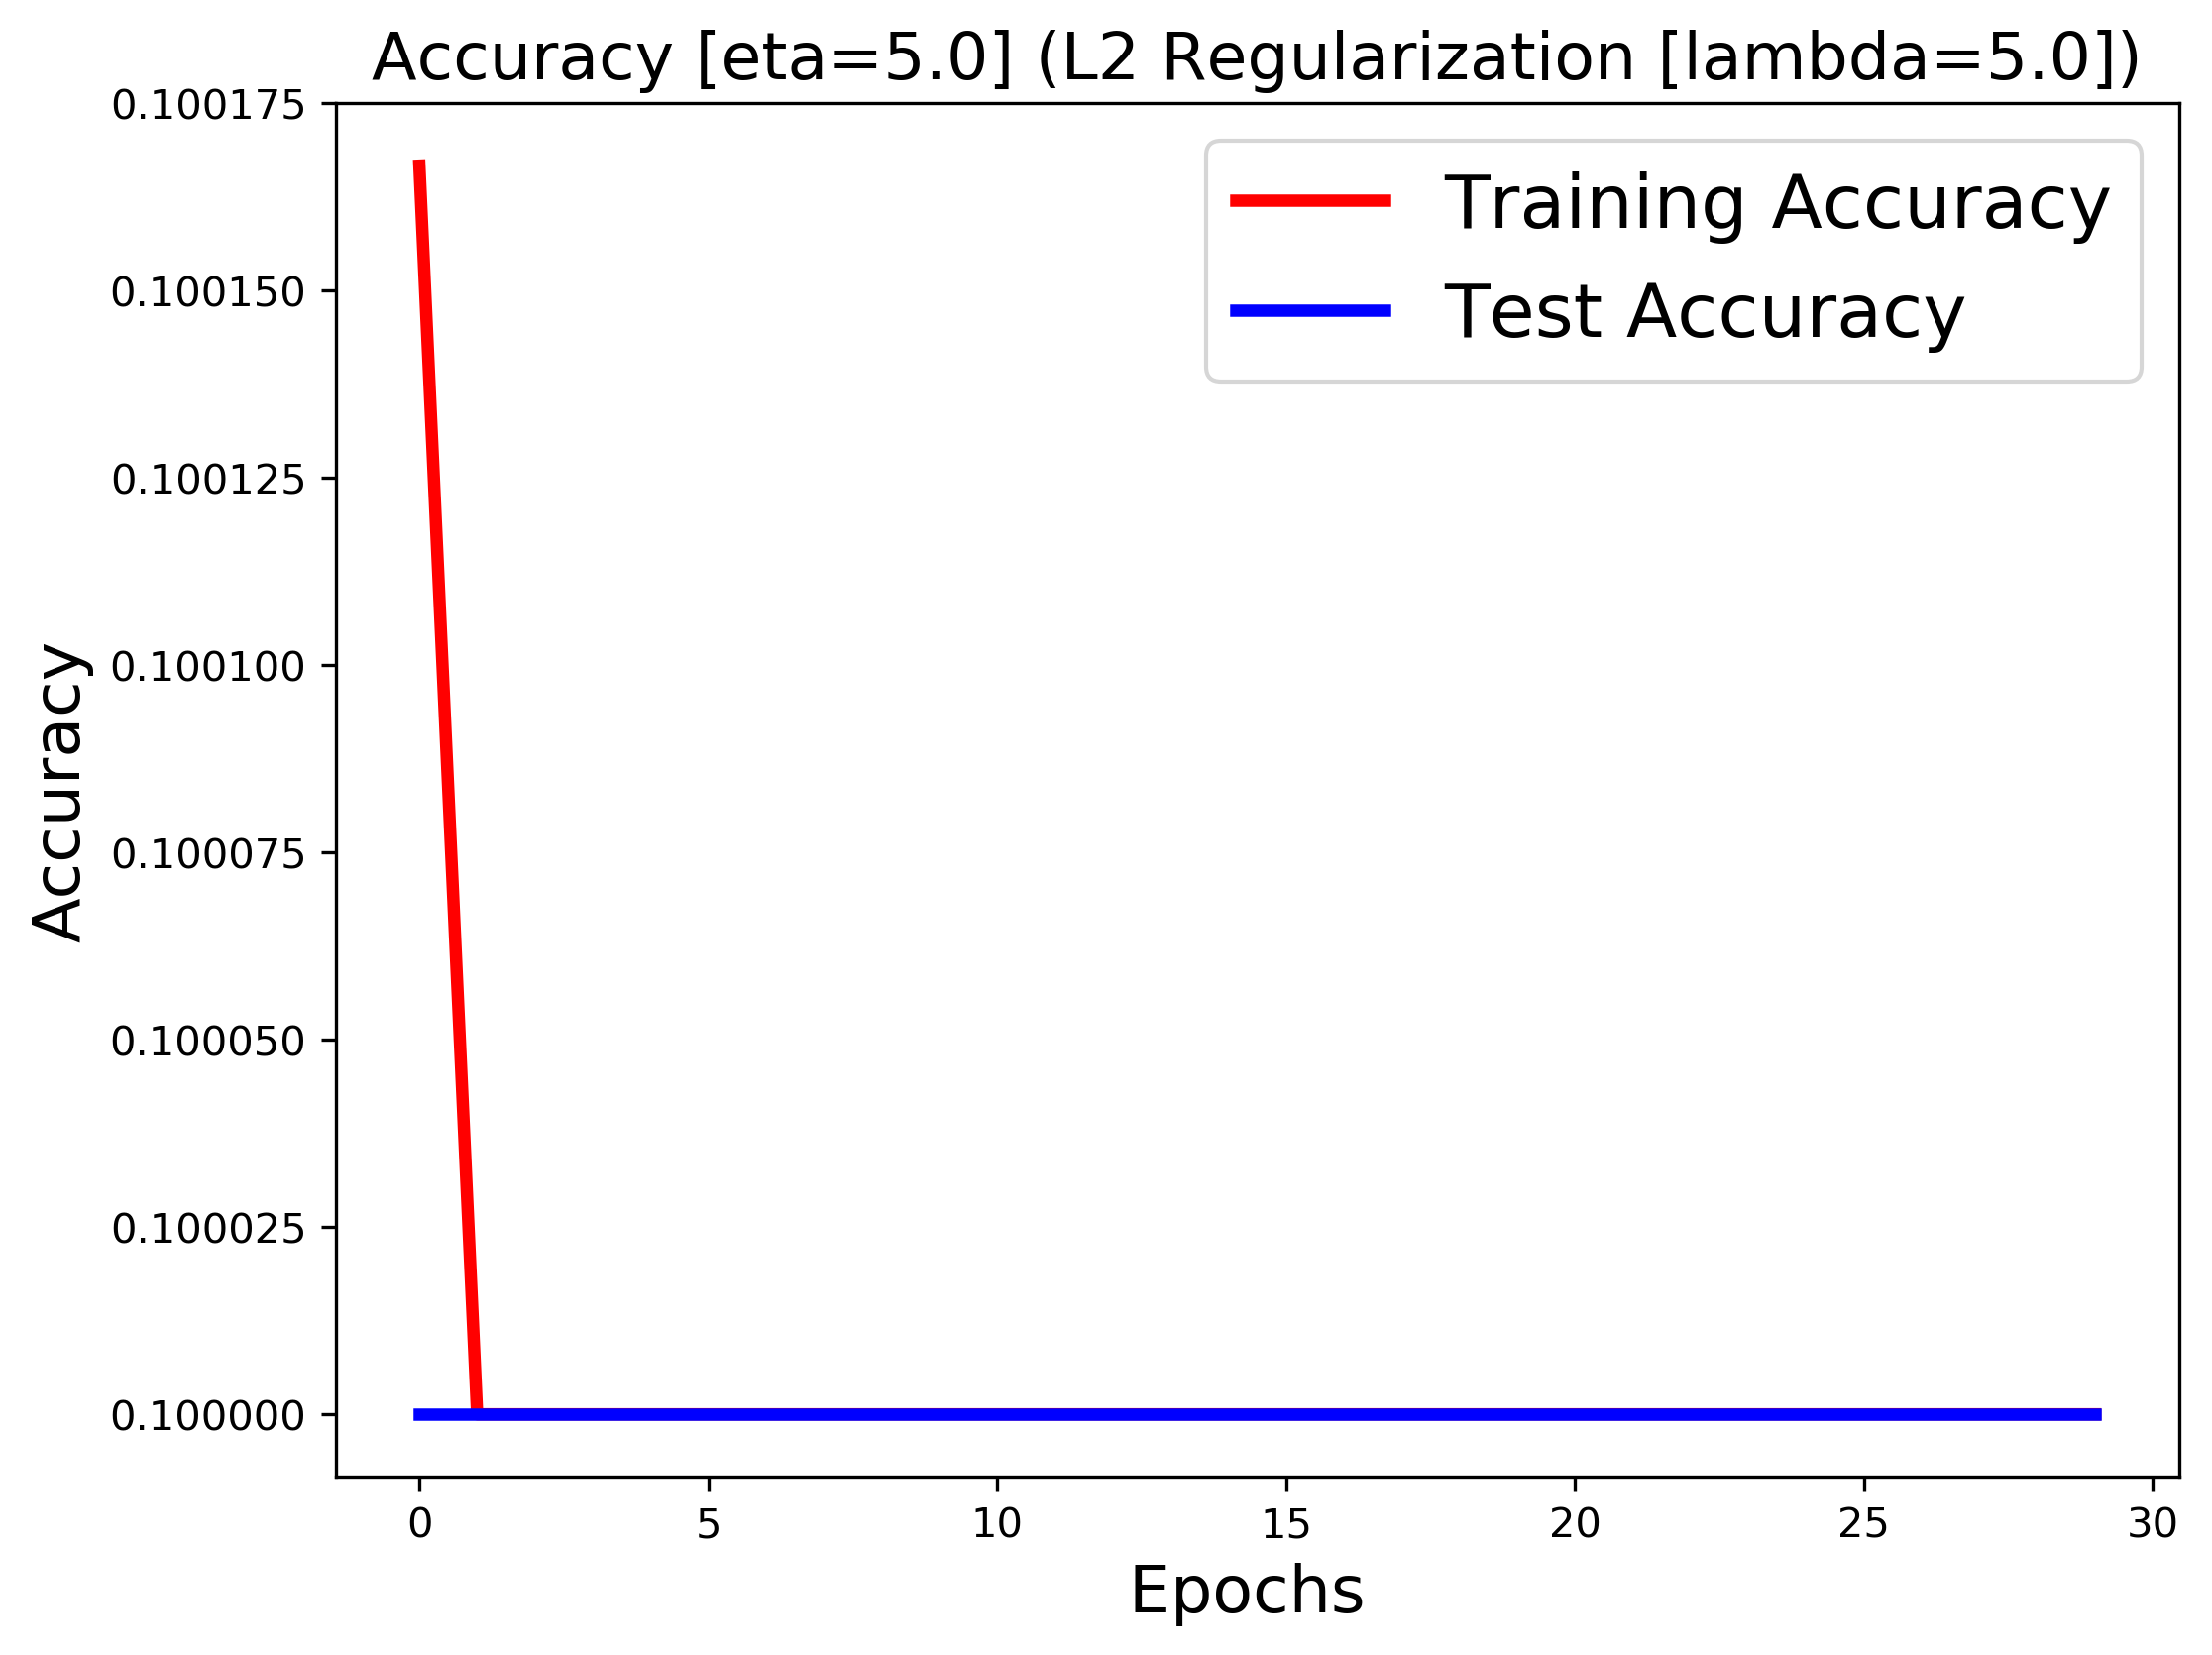 Accuracy [eta=5.0] (L2 Regularization [lambda=5.0])
0.100175
0.100150
0.100125
0.100100
0.100075
0.100050
0.100025
0.100000
Accuracy
Training Accuracy
Test Accuracy
0 5 10 15 20 25 30
Epochs